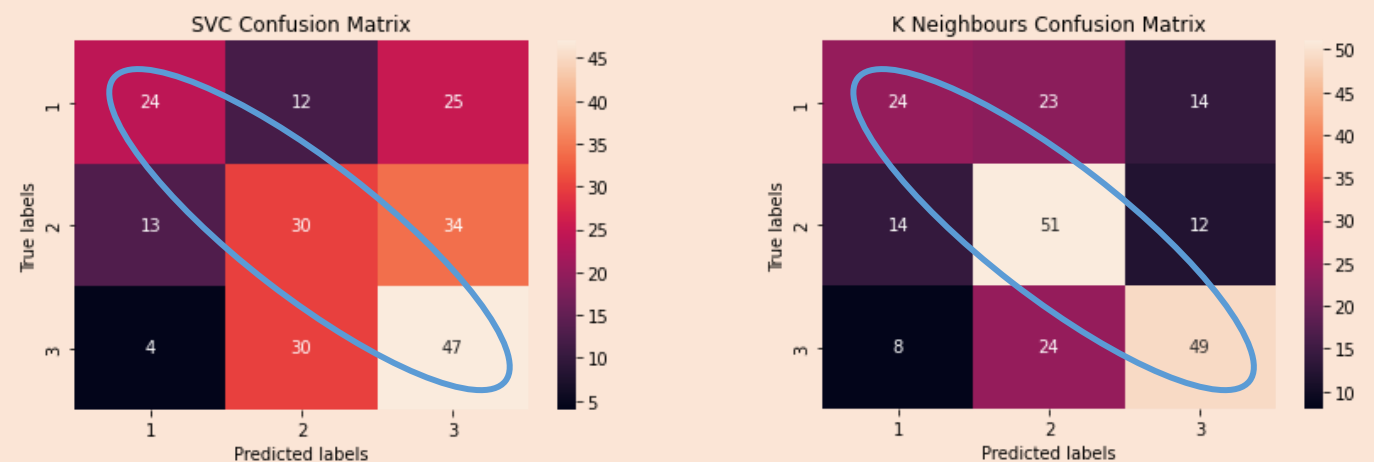 SVC Confusion Matrix
True labels
1
2
3
24 12 25
13 30 34
4 30 47
1 2 3
Predicted labels
45
40
35
30
25
20
15
10
5
K Neighbours Confusion Matrix
True labels
1
2
3
24 23 14
14 51 12
8 24 49
1 2 3
Predicted labels
50
45
40
35
30
25
20
15
10